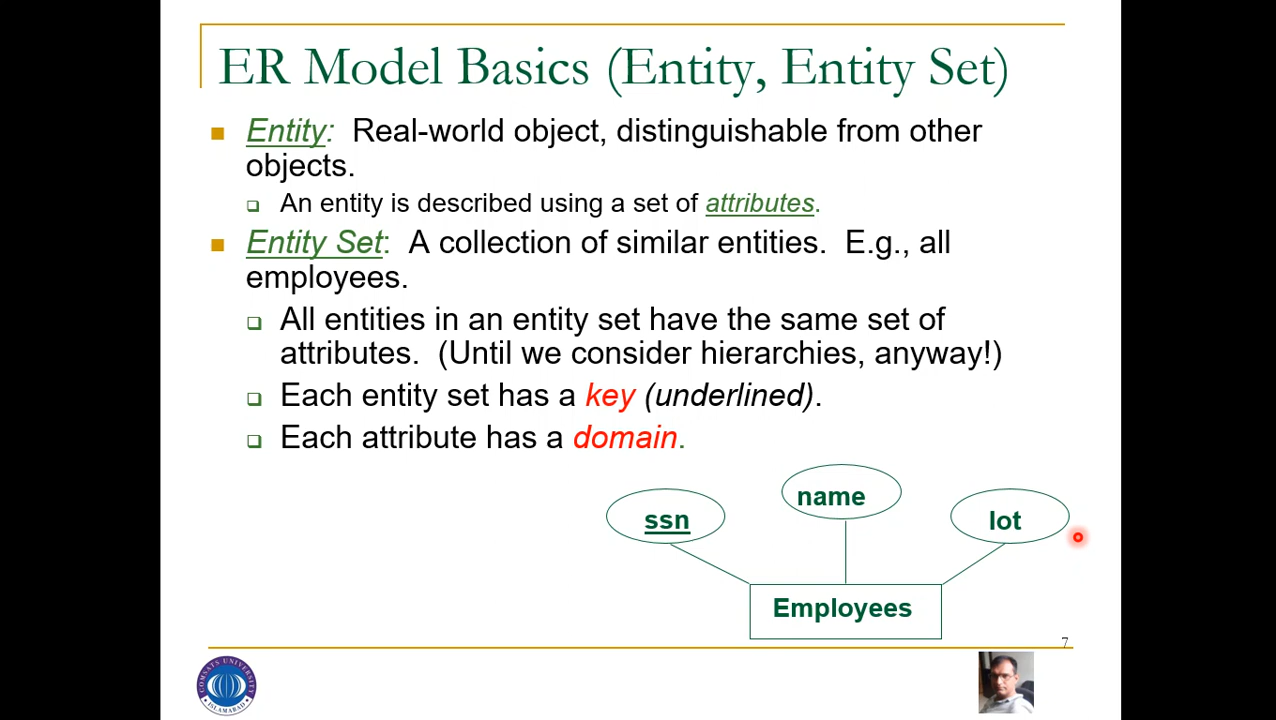 ER Model Basics (Entity, Entity Set)
Entity: Real-world object, distinguishable from other
objects.
An entity is described using a set of attributes.
Entity Set: A collection of similar entities. E.g., all
employees.
All entities in an entity set have the same set of
attributes. (Until we consider hierarchies, anyway!)
Each entity set has a key (underlined).
Each attribute has a domain.
name
ssn
lot
Employees
7
COMSATS UNIVERSITY
ISLAMABAD